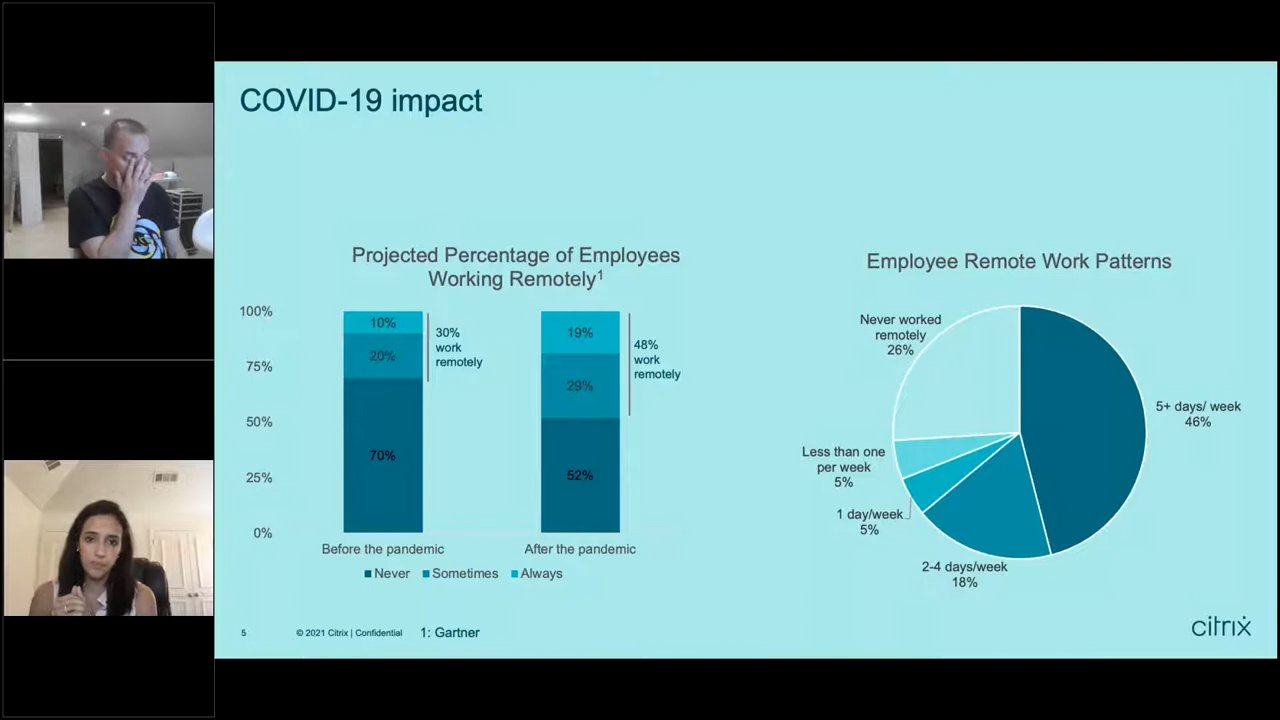 COVID-19 impact
Projected Percentage of Employees
Working Remotely1
100%
75%
50%
25%
0%
10%
20%
70%
30%
work
remotely
19%
29%
52%
48%
work
remotely
Before the pandemic
After the pandemic
Never
Sometimes
Always
Employee Remote Work Patterns
Never worked
remotely
26%
5+ days/ week
46%
Less than one
per week
5%
1 day/week
5%
2-4 days/week
18%
5
© 2021 Citrix | Confidential
1: Gartner
citrix